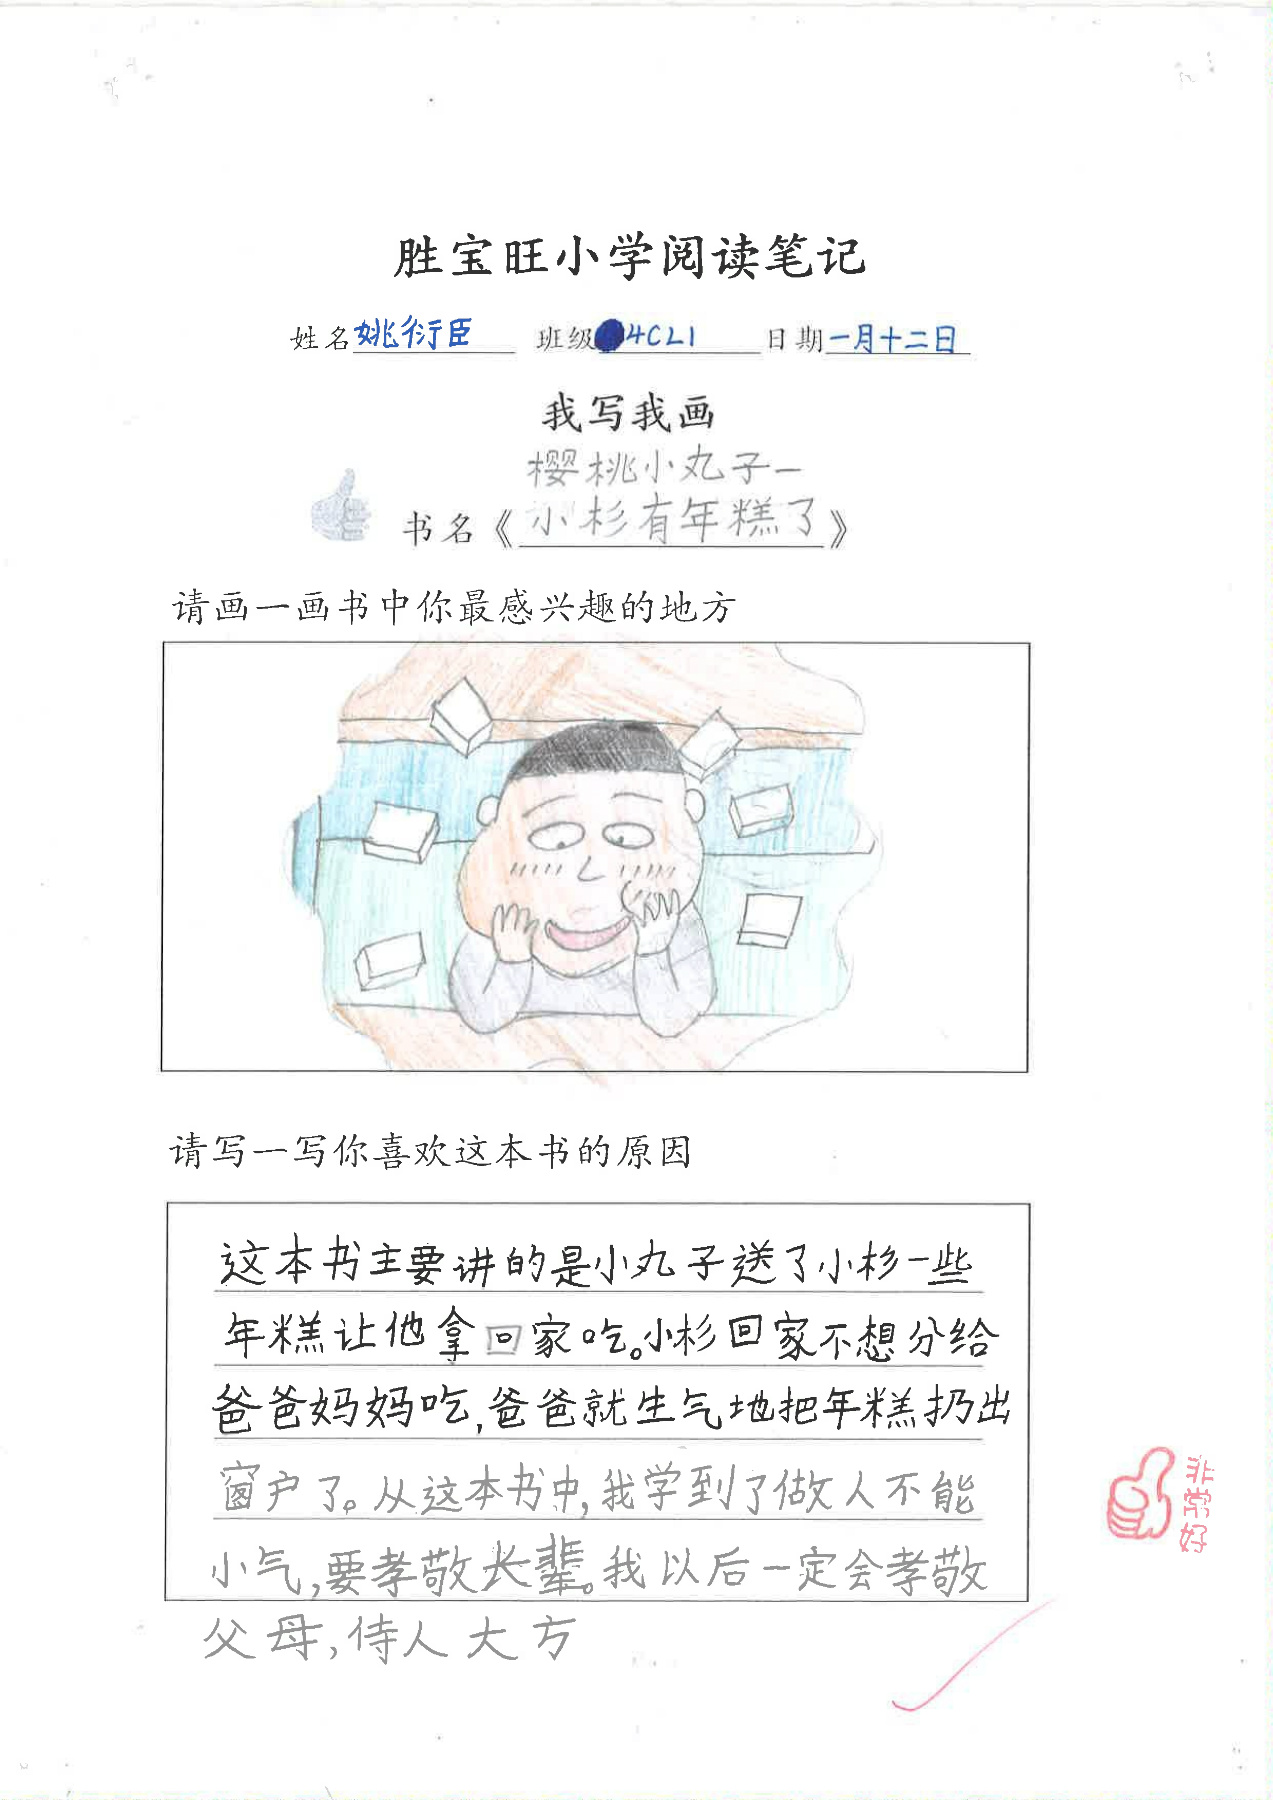 胜宝旺小学阅读笔记
姓名姚衍臣 班级4CL1 日期一月十二日
我写我画
樱桃小丸子—
书名《小杉有年糕了》
请画一画书中你最感兴趣的地方
请写一写你喜欢这本书的原因
这本书主要讲的是小丸子送了小杉一些
年糕让他拿回家吃。小杉回家不想分给
爸爸妈妈吃,爸爸就生气地把年糕扔出
窗户了。从这本书中,我学到了做人不能
小气,要孝敬长辈。我以后一定会孝敬
父母,待人大方
非常好